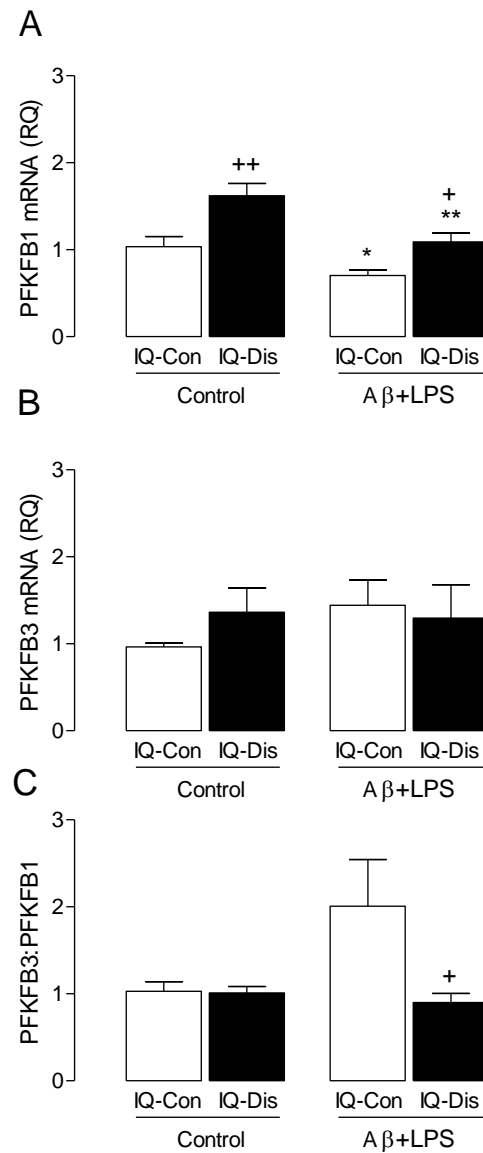 A
PFKFB1 mRNA (RQ)
3
2
1
0
++
*
+
**
IQ-Con IQ-Dis IQ-Con IQ-Dis
Control Aβ+LPS
B
PFKFB3 mRNA (RQ)
3
2
1
0
IQ-Con IQ-Dis IQ-Con IQ-Dis
Control Aβ+LPS
C
PFKFB3:PFKFB1
3
2
1
0
+
IQ-Con IQ-Dis IQ-Con IQ-Dis
Control Aβ+LPS